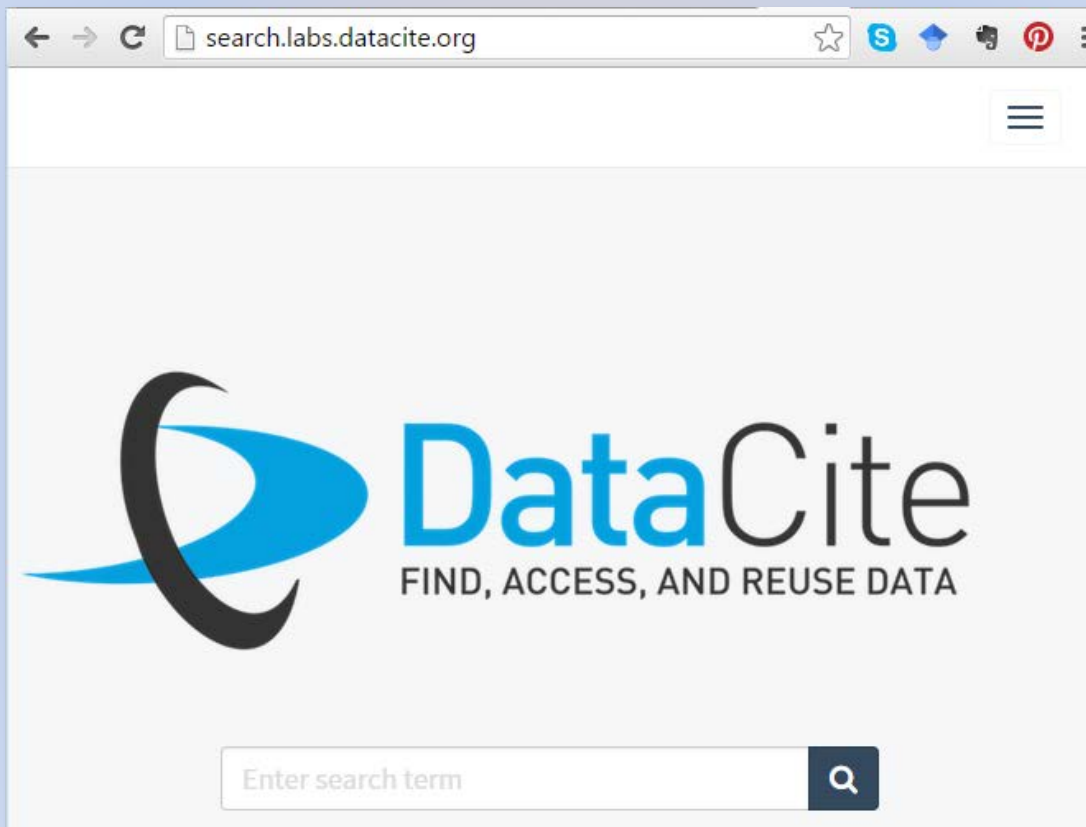 search.labs.datacite.org
DataCite
FIND, ACCESS, AND REUSE DATA
Enter search term